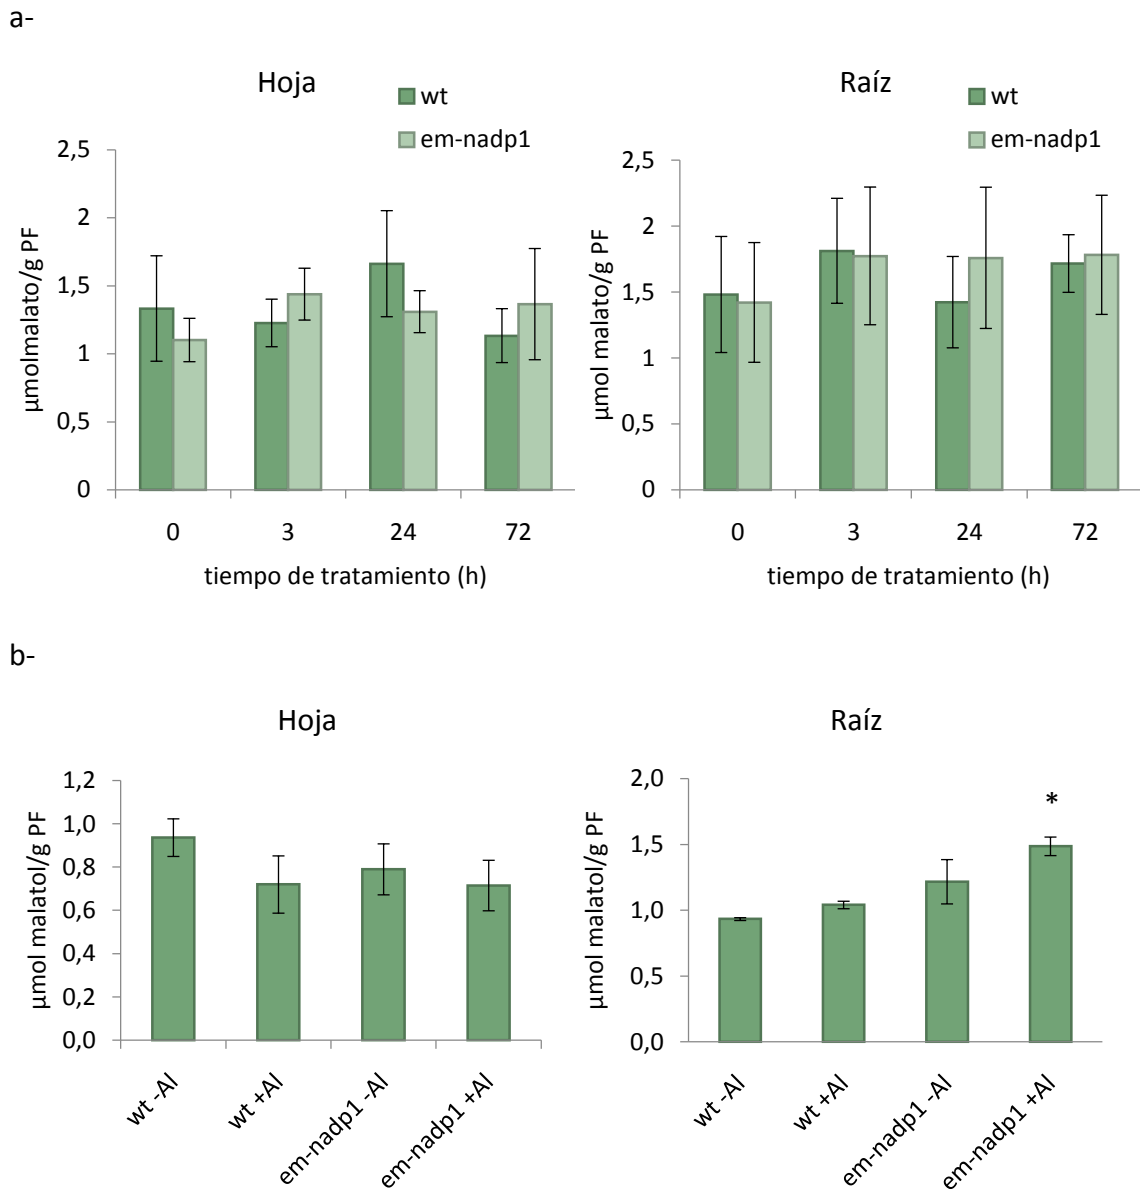 a-
Hoja
wt
em-nadp1
2,5
2
1,5
1
0,5
0
µmolmalato/g PF
0 3 24 72
tiempo de tratamiento (h)
Raíz
wt
em-nadp1
2,5
2
1,5
1
0,5
0
µmol malato/g PF
0 3 24 72
tiempo de tratamiento (h)
b-
Hoja
1,2
1,0
0,8
0,6
0,4
0,2
0,0
µmol malatol/g PF
wt -Al
wt +Al
em-nadp1 -Al
em-nadp1 +Al
Raíz
2,0
1,5
1,0
0,5
0,0
µmol malatol/g PF
*
wt -Al
wt +Al
em-nadp1 -Al
em-nadp1 +Al